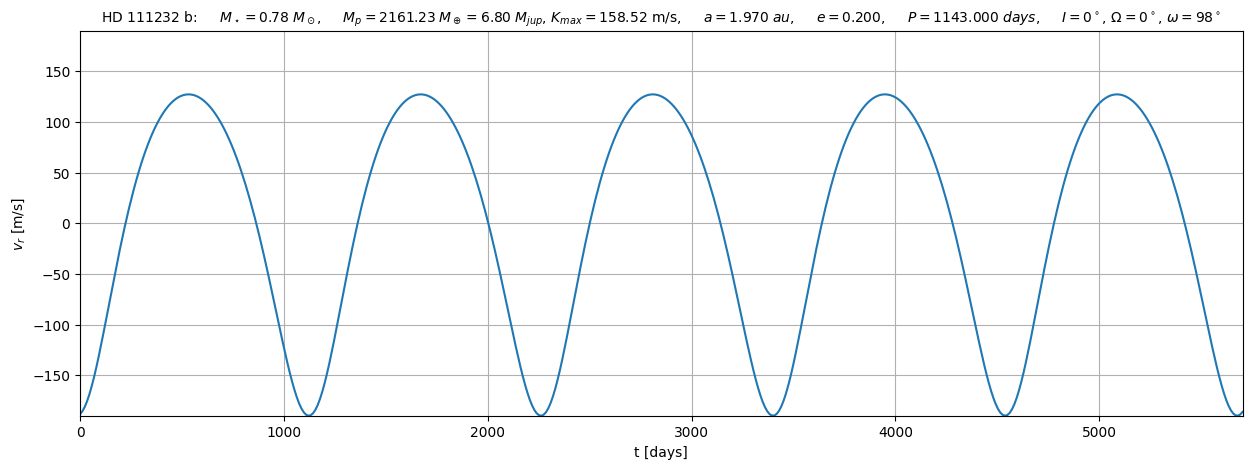 HD 111232 b: M⋆ = 0.78 M⊙, Mp = 2161.23 M⊕ = 6.80 Mjup, Kmax = 158.52 m/s, a = 1.970 au, e = 0.200, P = 1143.000 days, I = 0°, Ω = 0°, ω = 98°
150
100
50
0
−50
−100
−150
vr [m/s]
0 1000 2000 3000 4000 5000
t [days]